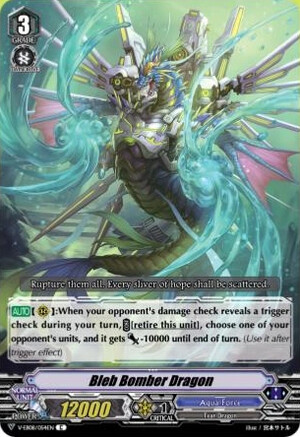 3
GRADE
Rupture them all. Every sliver of hope shall be scattered.
AUTO :When your opponent's damage check reveals a trigger
check during your turn, [retire this unit], choose one of your
opponent's units, and it gets -10000 until end of turn. (Use it after
trigger effect)
NORMAL UNIT
Bleb Bomber Dragon
POWER 12000
1 CRITICAL
Aqua Force
Tear Dragon
V-EB08/054EN C